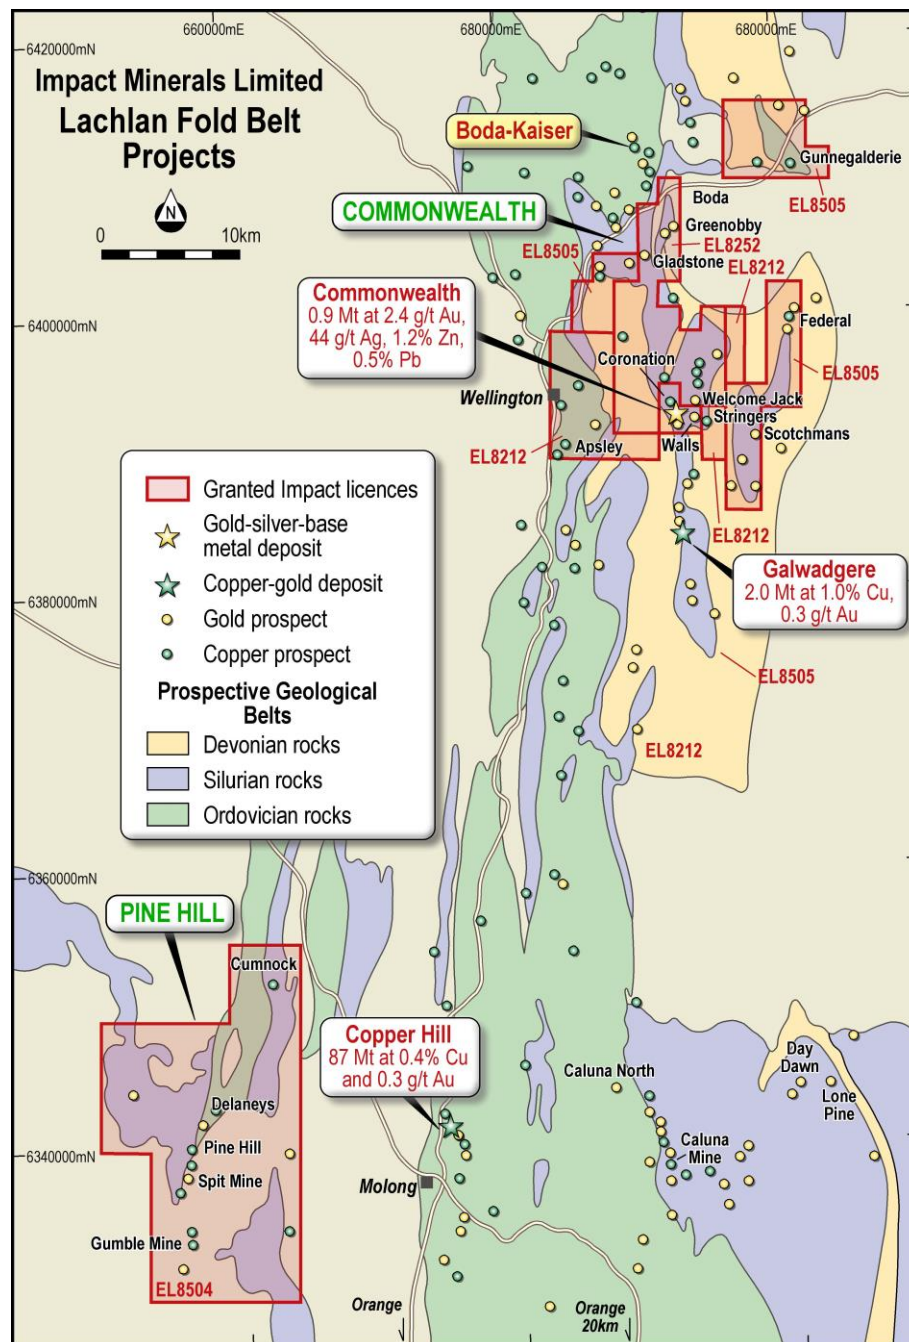 660000mE
680000mE
680000mE
6420000mN
Impact Minerals Limited
Lachlan Fold Belt
Projects
N
0
10km
Boda-Kaiser
Gunnegalderie
EL8505
COMMONWEALTH
Boda
Greenobby
EL8505
EL8252
Gladstone
EL8212
Commonwealth
0.9 Mt at 2.4 g/t Au,
44 g/t Ag, 1.2% Zn,
0.5% Pb
6400000mN
Federal
Coronation
EL8505
Wellington
Welcome Jack
Stringers
Scotchmans
Apsley
Walls
EL8212
EL8212
Granted Impact licences
Gold-silver-base
metal deposit
Copper-gold deposit
Gold prospect
Copper prospect
Prospective Geological
Belts
Devonian rocks
Silurian rocks
Ordovician rocks
Galwadgere
2.0 Mt at 1.0% Cu,
0.3 g/t Au
6380000mN
EL8505
EL8212
6360000mN
PINE HILL
Cumnock
Copper Hill
87 Mt at 0.4% Cu
and 0.3 g/t Au
Caluna North
Day
Dawn
Lone
Pine
Delaneys
Pine Hill
Spit Mine
6340000mN
Caluna
Mine
Molong
Gumble Mine
EL8504
Orange
Orange
20km